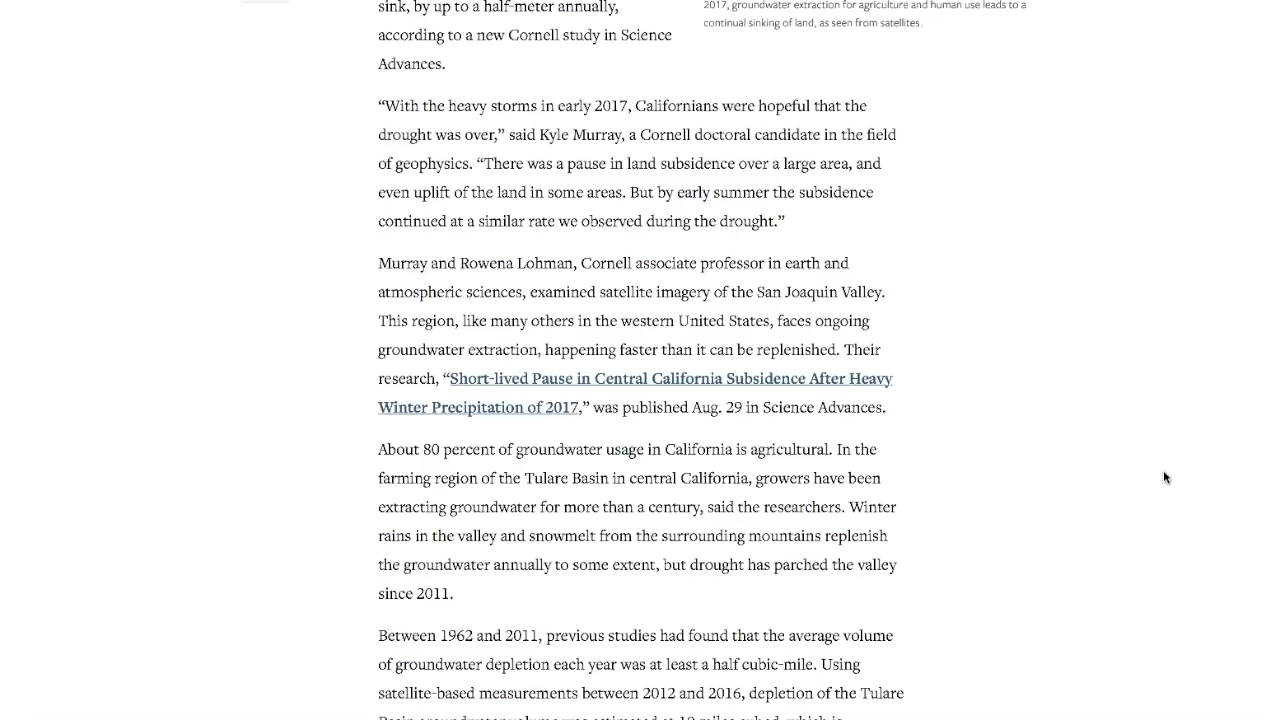 sink, by up to a half-meter annually,
according to a new Cornell study in Science
Advances.
2017, groundwater extraction for agriculture and human use leads to a
continual sinking of land, as seen from satellites.
“With the heavy storms in early 2017, Californians were hopeful that the
drought was over,” said Kyle Murray, a Cornell doctoral candidate in the field
of geophysics. “There was a pause in land subsidence over a large area, and
even uplift of the land in some areas. But by early summer the subsidence
continued at a similar rate we observed during the drought.”
Murray and Rowena Lohman, Cornell associate professor in earth and
atmospheric sciences, examined satellite imagery of the San Joaquin Valley.
This region, like many others in the western United States, faces ongoing
groundwater extraction, happening faster than it can be replenished. Their
research, “Short-lived Pause in Central California Subsidence After Heavy
Winter Precipitation of 2017,” was published Aug. 29 in Science Advances.
About 80 percent of groundwater usage in California is agricultural. In the
farming region of the Tulare Basin in central California, growers have been
extracting groundwater for more than a century, said the researchers. Winter
rains in the valley and snowmelt from the surrounding mountains replenish
the groundwater annually to some extent, but drought has parched the valley
since 2011.
Between 1962 and 2011, previous studies had found that the average volume
of groundwater depletion each year was at least a half cubic-mile. Using
satellite-based measurements between 2012 and 2016, depletion of the Tulare
Basin groundwater volume was estimated at 10 miles cubed, which is